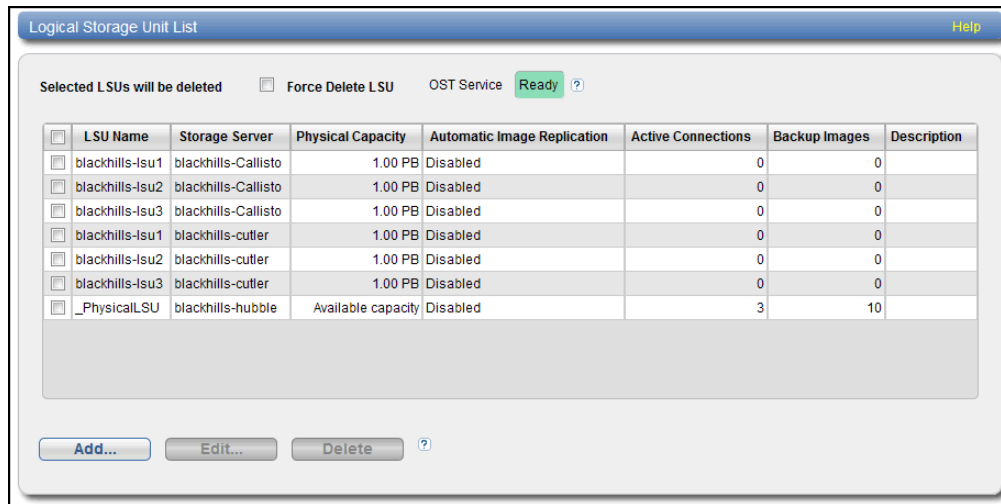 Logical Storage Unit List Help
Selected LSUs will be deleted Force Delete LSU OST Service Ready ?
LSU Name Storage Server Physical Capacity Automatic Image Replication Active Connections Backup Images Description
blackhills-lsu1 blackhills-Callisto 1.00 PB Disabled 0 0
blackhills-lsu2 blackhills-Callisto 1.00 PB Disabled 0 0
blackhills-lsu3 blackhills-Callisto 1.00 PB Disabled 0 0
blackhills-lsu1 blackhills-cutler 1.00 PB Disabled 0 0
blackhills-lsu2 blackhills-cutler 1.00 PB Disabled 0 0
blackhills-lsu3 blackhills-cutler 1.00 PB Disabled 0 0
_PhysicalLSU blackhills-hubble Available capacity Disabled 3 10
Add... Edit... Delete ?